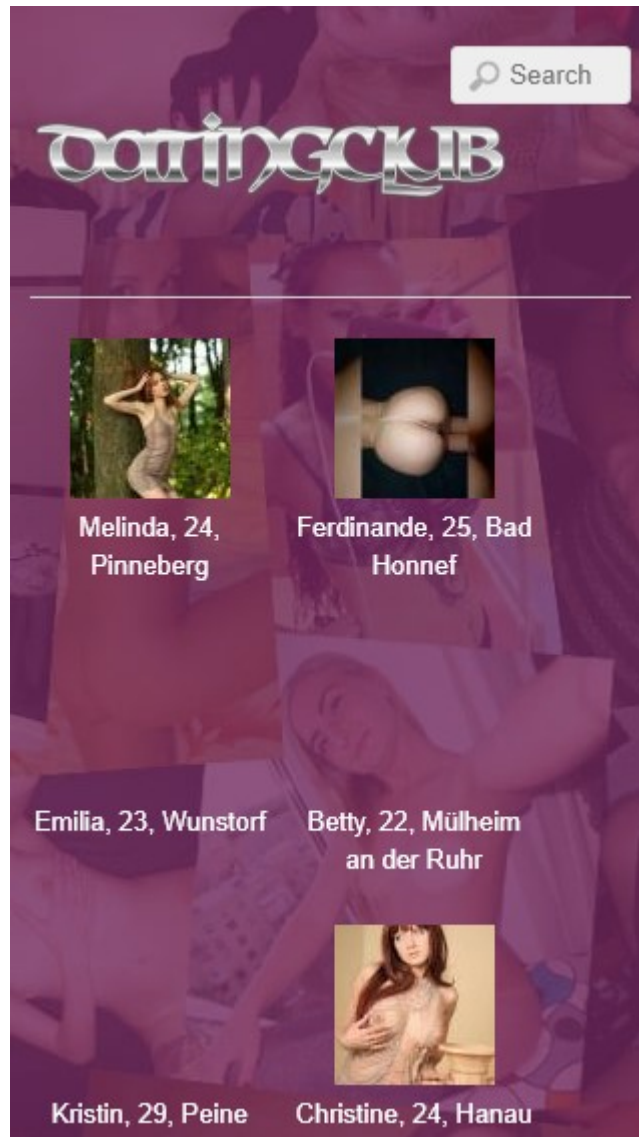 Search
DATINGCLUB
Melinda, 24,
Pinneberg
Ferdinande, 25, Bad
Honnef
Emilia, 23, Wunstorf
Betty, 22, Mülheim
an der Ruhr
Kristin, 29, Peine
Christine, 24, Hanau